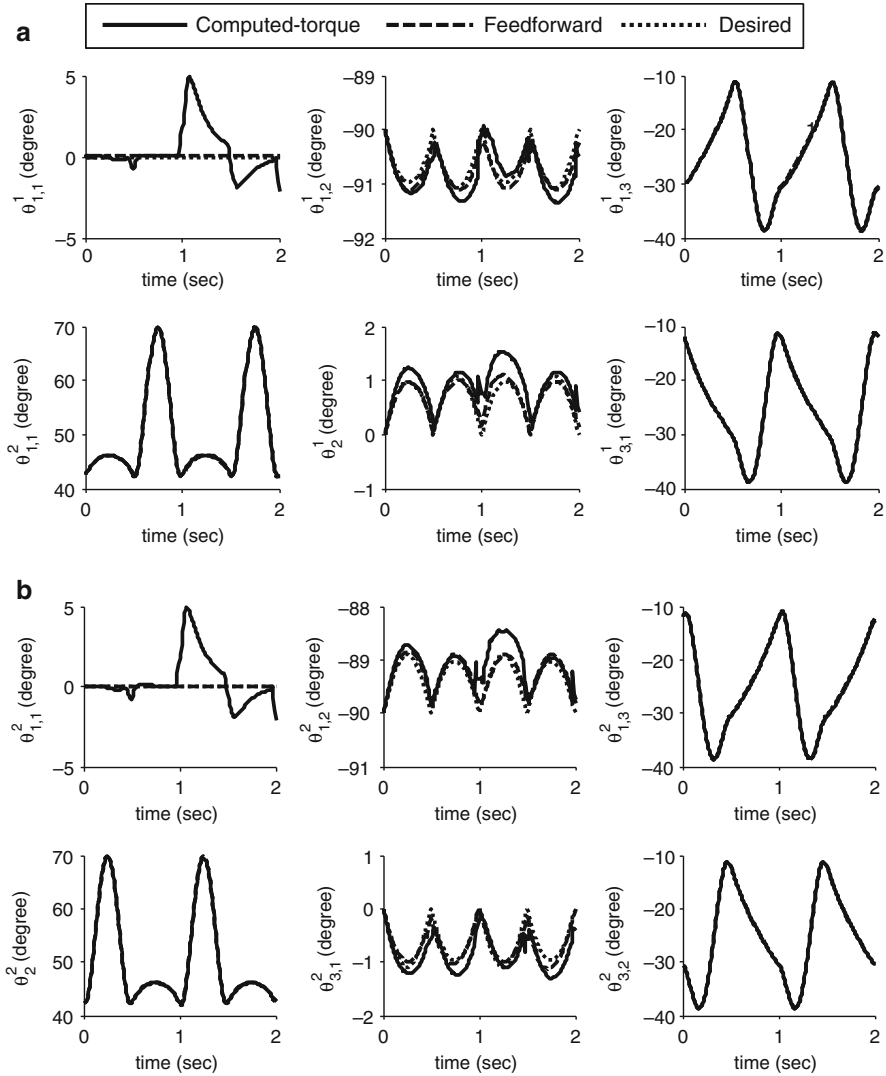 Computed-torque Feedforward Desired
a
5
0
−5
0 1 2
time (sec)
θ¹₁,₁ (degree)
−89
−90
−91
−92
0 1 2
time (sec)
θ¹₁,₂ (degree)
−10
−20
−30
−40
0 1 2
time (sec)
θ¹₁,₃ (degree)
70
60
50
40
0 1 2
time (sec)
θ²₁,₁ (degree)
2
1
0
−1
0 1 2
time (sec)
θ¹₂ (degree)
−10
−20
−30
−40
0 1 2
time (sec)
θ¹₃,₁ (degree)
b
5
0
−5
0 1 2
time (sec)
θ²₁,₁ (degree)
−88
−89
−90
−91
0 1 2
time (sec)
θ²₁,₂ (degree)
−10
−20
−30
−40
0 1 2
time (sec)
θ²₁,₃ (degree)
70
60
50
40
0 1 2
time (sec)
θ²₂ (degree)
1
0
−1
−2
0 1 2
time (sec)
θ²₃,₁ (degree)
−10
−20
−30
−40
0 1 2
time (sec)
θ²₃,₂ (degree)